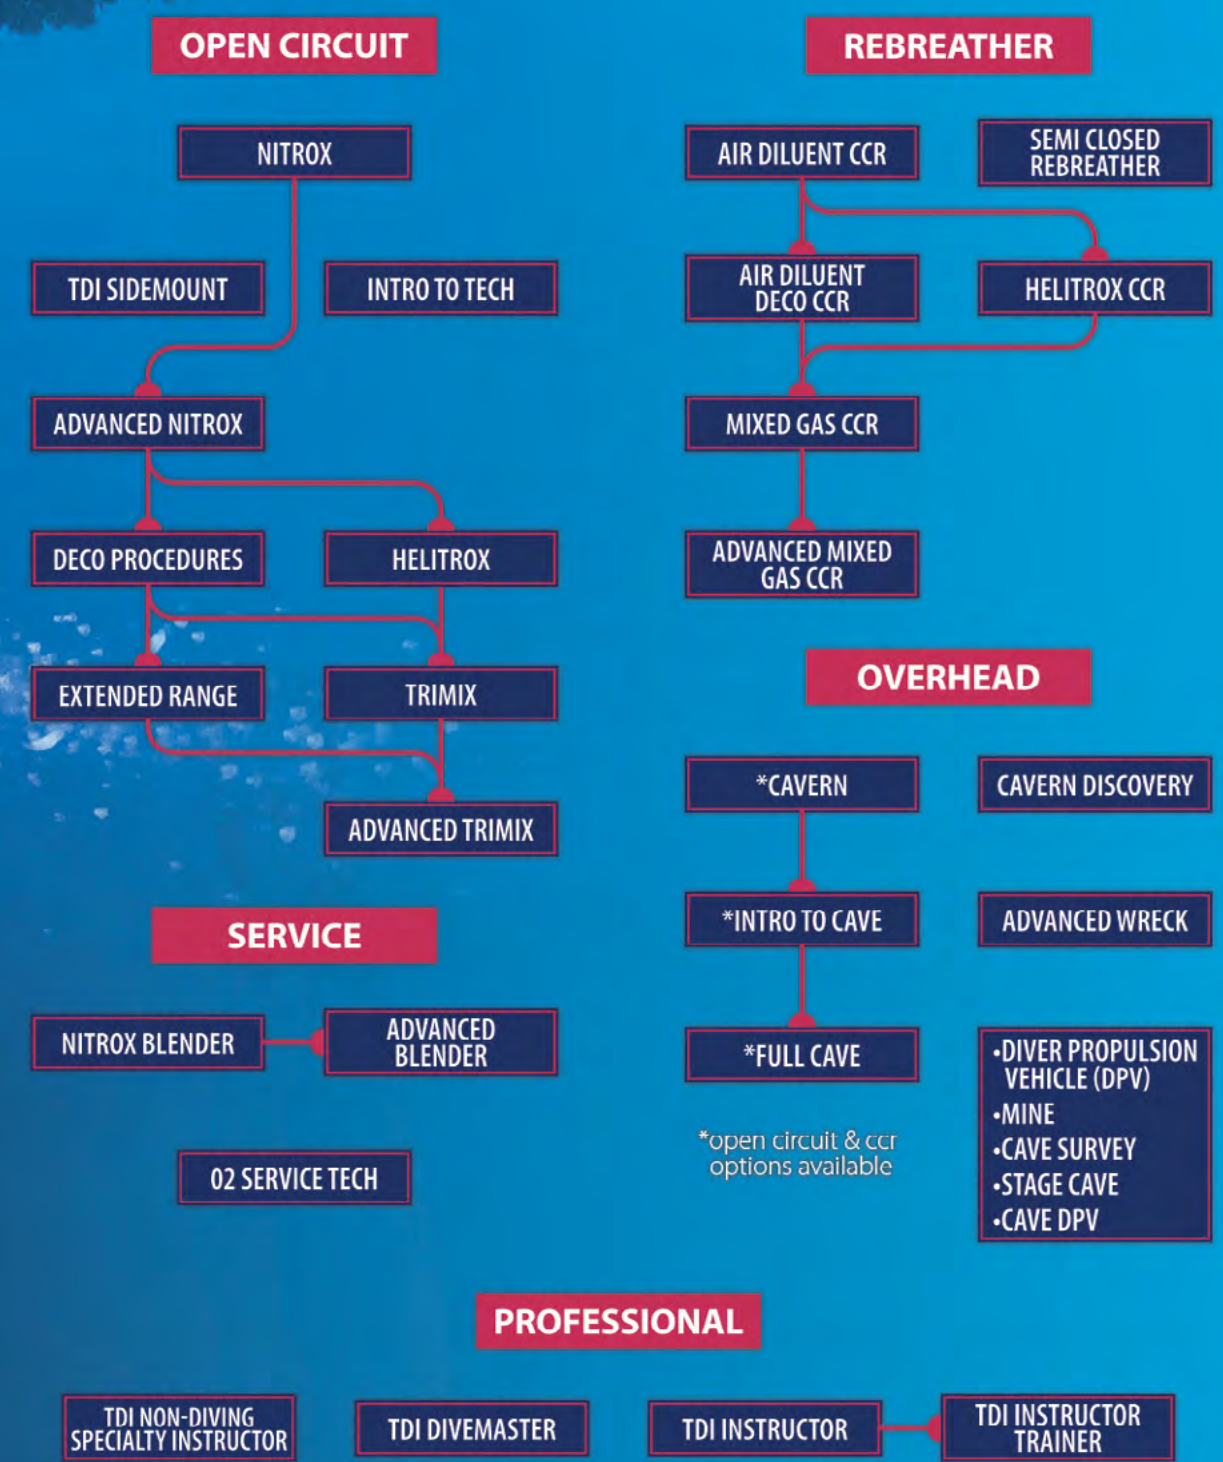 OPEN CIRCUIT
NITROX
TDI SIDEMOUNT
INTRO TO TECH
ADVANCED NITROX
DECO PROCEDURES
HELITROX
EXTENDED RANGE
TRIMIX
ADVANCED TRIMIX
SERVICE
NITROX BLENDER
ADVANCED
BLENDER
02 SERVICE TECH
REBREATHER
AIR DILUENT CCR
SEMI CLOSED
REBREATHER
AIR DILUENT
DECO CCR
HELITROX CCR
MIXED GAS CCR
ADVANCED MIXED
GAS CCR
OVERHEAD
*CAVERN
CAVERN DISCOVERY
*INTRO TO CAVE
ADVANCED WRECK
*FULL CAVE
*open circuit & ccr
options available
•DIVER PROPULSION
VEHICLE (DPV)
•MINE
•CAVE SURVEY
•STAGE CAVE
•CAVE DPV
PROFESSIONAL
TDI NON-DIVING
SPECIALTY INSTRUCTOR
TDI DIVEMASTER
TDI INSTRUCTOR
TDI INSTRUCTOR
TRAINER